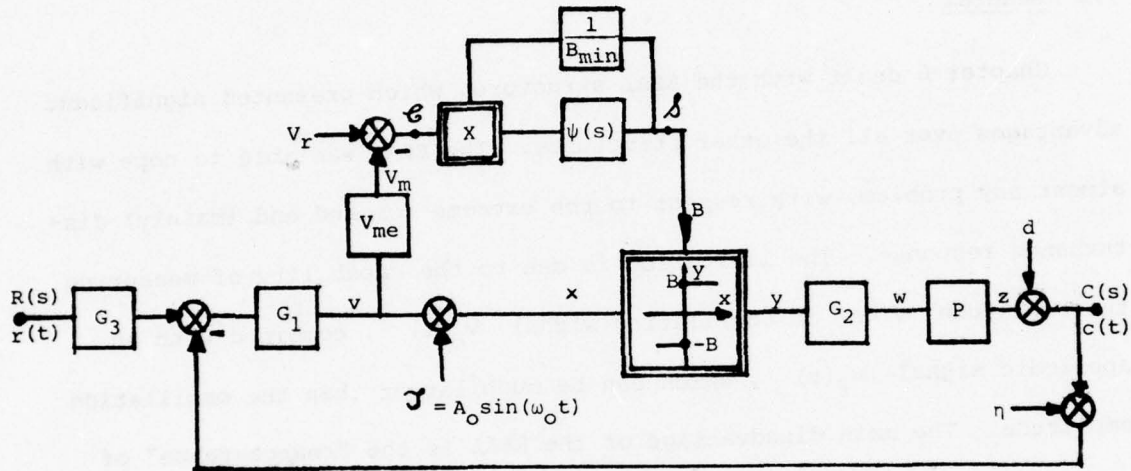 1
B_min
V_r
𝒞
X
ψ(s)
𝒮
-
V_m
B
V_me
d
R(s)
r(t)
G_3
-
G_1
v
x
B
y
x
-B
y
G_2
w
P
z
C(s)
c(t)
𝒥 = A_o sin(ω_o t)
η